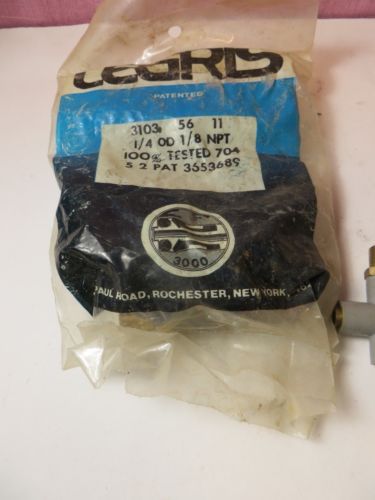 LEGRIS
PATENTED
3103 56 11
1/4 OD 1/8 NPT
100% TESTED 704
S 2 PAT 3653689
3000
PAUL ROAD, ROCHESTER, NEW YORK,